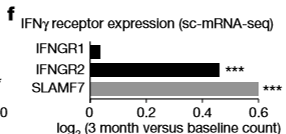 f
IFNγ receptor expression (sc-mRNA-seq)
IFNGR1
IFNGR2
***
SLAMF7
***
0
0 0.2 0.4 0.6
log₂ (3 month versus baseline count)